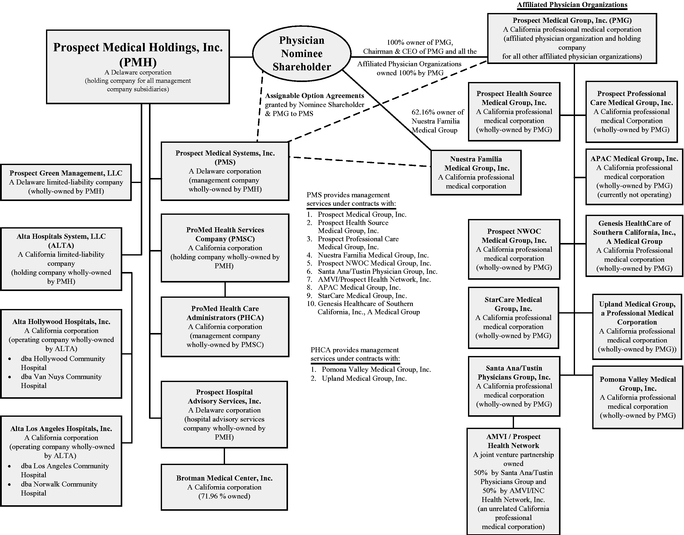 Affiliated Physician Organizations
Prospect Medical Holdings, Inc.
(PMH)
A Delaware corporation
(holding company for all management
company subsidiaries)
Physician
Nominee
Shareholder
100% owner of PMG,
Chairman & CEO of PMG and all the
Affiliated Physician Organizations
owned 100% by PMG
Prospect Medical Group, Inc. (PMG)
A California professional medical corporation
(affiliated physician organization and holding
company
for all other affiliated physician organizations)
Assignable Option Agreements
granted by Nominee Shareholder
& PMG to PMS
62.16% owner of
Nuestra Familia
Medical Group
Prospect Health Source
Medical Group, Inc.
A California professional
medical corporation
(wholly-owned by PMG)
Prospect Professional
Care Medical Group, Inc.
A California professional
medical Corporation
(wholly-owned by PMG)
Prospect Green Management, LLC
A Delaware limited-liability company
(wholly-owned by PMH)
Prospect Medical Systems, Inc.
(PMS)
A Delaware corporation
(management company
wholly-owned by PMH)
Nuestra Familia
Medical Group, Inc.
A California professional
medical corporation
APAC Medical Group, Inc.
A California professional
medical corporation
(wholly-owned by PMG)
(currently not operating)
Alta Hospitals System, LLC
(ALTA)
A California limited-liability
company
(holding company wholly-owned
by PMH)
ProMed Health Services
Company (PMSC)
A California corporation
(holding company wholly-owned by
PMH)
PMS provides management
services under contracts with:
1. Prospect Medical Group, Inc.
2. Prospect Health Source
Medical Group, Inc.
3. Prospect Professional Care
Medical Group, Inc.
4. Nuestra Familia Medical Group, Inc.
5. Prospect NWOC Medical Group, Inc.
6. Santa Ana/Tustin Physician Group, Inc.
7. AMVI/Prospect Health Network, Inc.
8. APAC Medical Group, Inc.
9. StarCare Medical Group, Inc.
10. Genesis Healthcare of Southern
California, Inc., A Medical Group
Prospect NWOC
Medical Group, Inc.
A California professional
medical corporation
(wholly-owned by PMG)
Genesis HealthCare of
Southern California, Inc.,
A Medical Group
A California professional
medical corporation
(wholly-owned by PMG)
Alta Hollywood Hospitals, Inc.
A California corporation
(operating company wholly-owned
by ALTA)
• dba Hollywood Community
Hospital
• dba Van Nuys Community
Hospital
ProMed Health Care
Administrators (PHCA)
A California corporation
(management company
wholly-owned by PMSC)
StarCare Medical
Group, Inc.
A California professional
medical corporation
(wholly-owned by PMG)
Upland Medical Group,
a Professional Medical
Corporation
A California professional
medical corporation
(wholly-owned by PMG))
PHCA provides management
services under contracts with:
1. Pomona Valley Medical Group, Inc.
2. Upland Medical Group, Inc.
Santa Ana/Tustin
Physicians Group, Inc.
A California professional
medical corporation
(wholly-owned by PMG)
Pomona Valley Medical
Group, Inc.
A California professional
medical corporation
(wholly-owned by PMG)
Alta Los Angeles Hospitals, Inc.
A California corporation
(operating company wholly-owned
by ALTA)
• dba Los Angeles Community
Hospital
• dba Norwalk Community
Hospital
Prospect Hospital
Advisory Services, Inc.
A Delaware corporation
(hospital advisory services
company wholly-owned by
PMH)
Brotman Medical Center, Inc.
A California corporation
(71.96 % owned)
AMVI / Prospect
Health Network
A joint venture partnership
owned
50% by Santa Ana/Tustin
Physicians Group and
50% by AMVI/INC
Health Network, Inc.
(an unrelated California
professional
medical corporation)